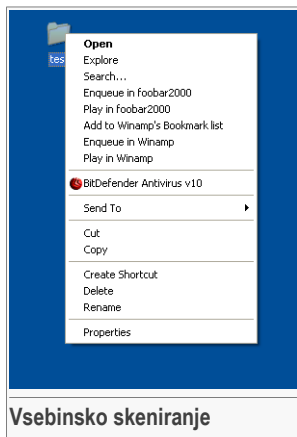 tes
Open
Explore
Search...
Enqueue in foobar2000
Play in foobar2000
Add to Winamp's Bookmark list
Enqueue in Winamp
Play in Winamp
BitDefender Antivirus v10
Send To
Cut
Copy
Create Shortcut
Delete
Rename
Properties
Vsebinsko skeniranje